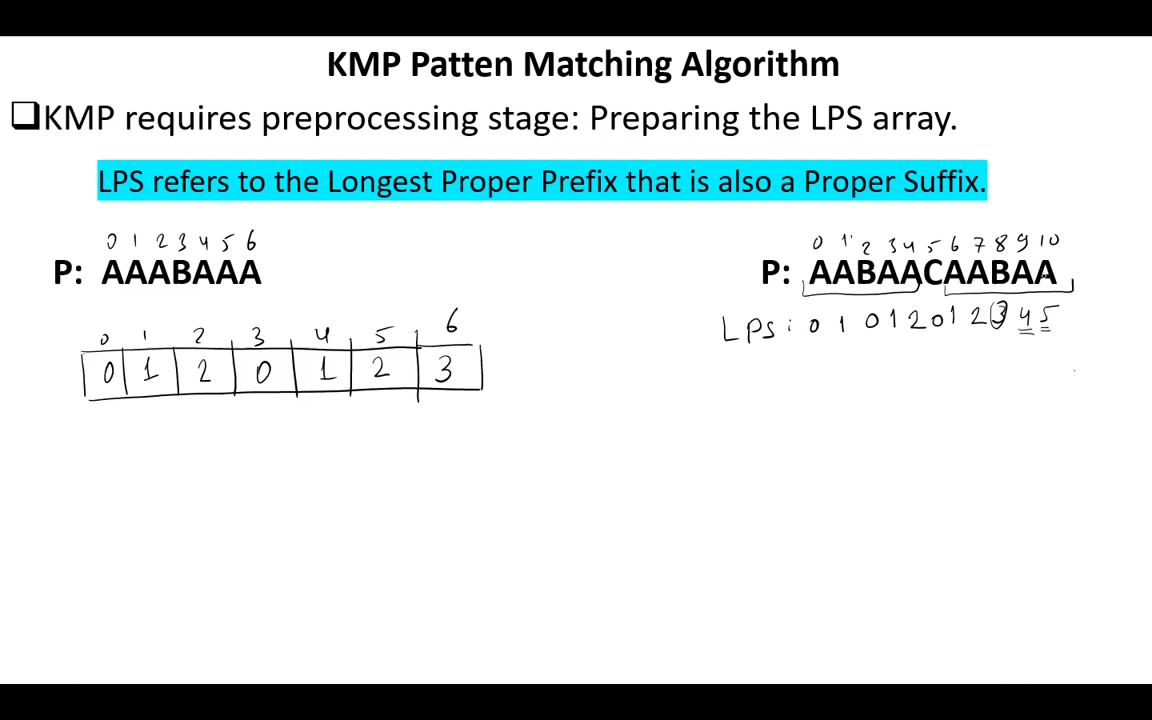 KMP Patten Matching Algorithm
❑KMP requires preprocessing stage: Preparing the LPS array.
LPS refers to the Longest Proper Prefix that is also a Proper Suffix.
0 1 2 3 4 5 6
P: AAABAAA
0 1 2 3 4 5 6
0 1 2 0 1 2 3
0 1 2 3 4 5 6 7 8 9 10
P: AABAACAABAA
LPS: 0 1 0 1 2 0 1 2 3 4 5